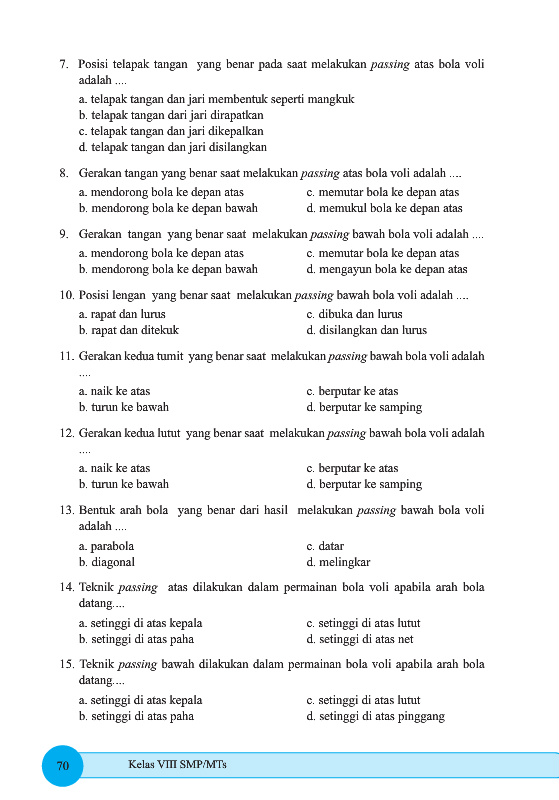 7. Posisi telapak tangan yang benar pada saat melakukan passing atas bola voli
adalah ....
a. telapak tangan dan jari membentuk seperti mangkuk
b. telapak tangan dari jari dirapatkan
c. telapak tangan dan jari dikepalkan
d. telapak tangan dan jari disilangkan
8. Gerakan tangan yang benar saat melakukan passing atas bola voli adalah ....
a. mendorong bola ke depan atas c. memutar bola ke depan atas
b. mendorong bola ke depan bawah d. memukul bola ke depan atas
9. Gerakan tangan yang benar saat melakukan passing bawah bola voli adalah ....
a. mendorong bola ke depan atas c. memutar bola ke depan atas
b. mendorong bola ke depan bawah d. mengayun bola ke depan atas
10. Posisi lengan yang benar saat melakukan passing bawah bola voli adalah ....
a. rapat dan lurus c. dibuka dan lurus
b. rapat dan ditekuk d. disilangkan dan lurus
11. Gerakan kedua tumit yang benar saat melakukan passing bawah bola voli adalah
....
a. naik ke atas c. berputar ke atas
b. turun ke bawah d. berputar ke samping
12. Gerakan kedua lutut yang benar saat melakukan passing bawah bola voli adalah
....
a. naik ke atas c. berputar ke atas
b. turun ke bawah d. berputar ke samping
13. Bentuk arah bola yang benar dari hasil melakukan passing bawah bola voli
adalah ....
a. parabola c. datar
b. diagonal d. melingkar
14. Teknik passing atas dilakukan dalam permainan bola voli apabila arah bola
datang....
a. setinggi di atas kepala c. setinggi di atas lutut
b. setinggi di atas paha d. setinggi di atas net
15. Teknik passing bawah dilakukan dalam permainan bola voli apabila arah bola
datang....
a. setinggi di atas kepala c. setinggi di atas lutut
b. setinggi di atas paha d. setinggi di atas pinggang
70 Kelas VIII SMP/MTs